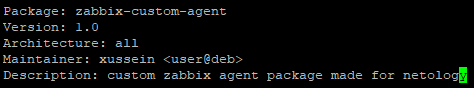 Package: zabbix-custom-agent
Version: 1.0
Architecture: all
Maintainer: xussein <user@deb>
Description: custom zabbix agent package made for netology